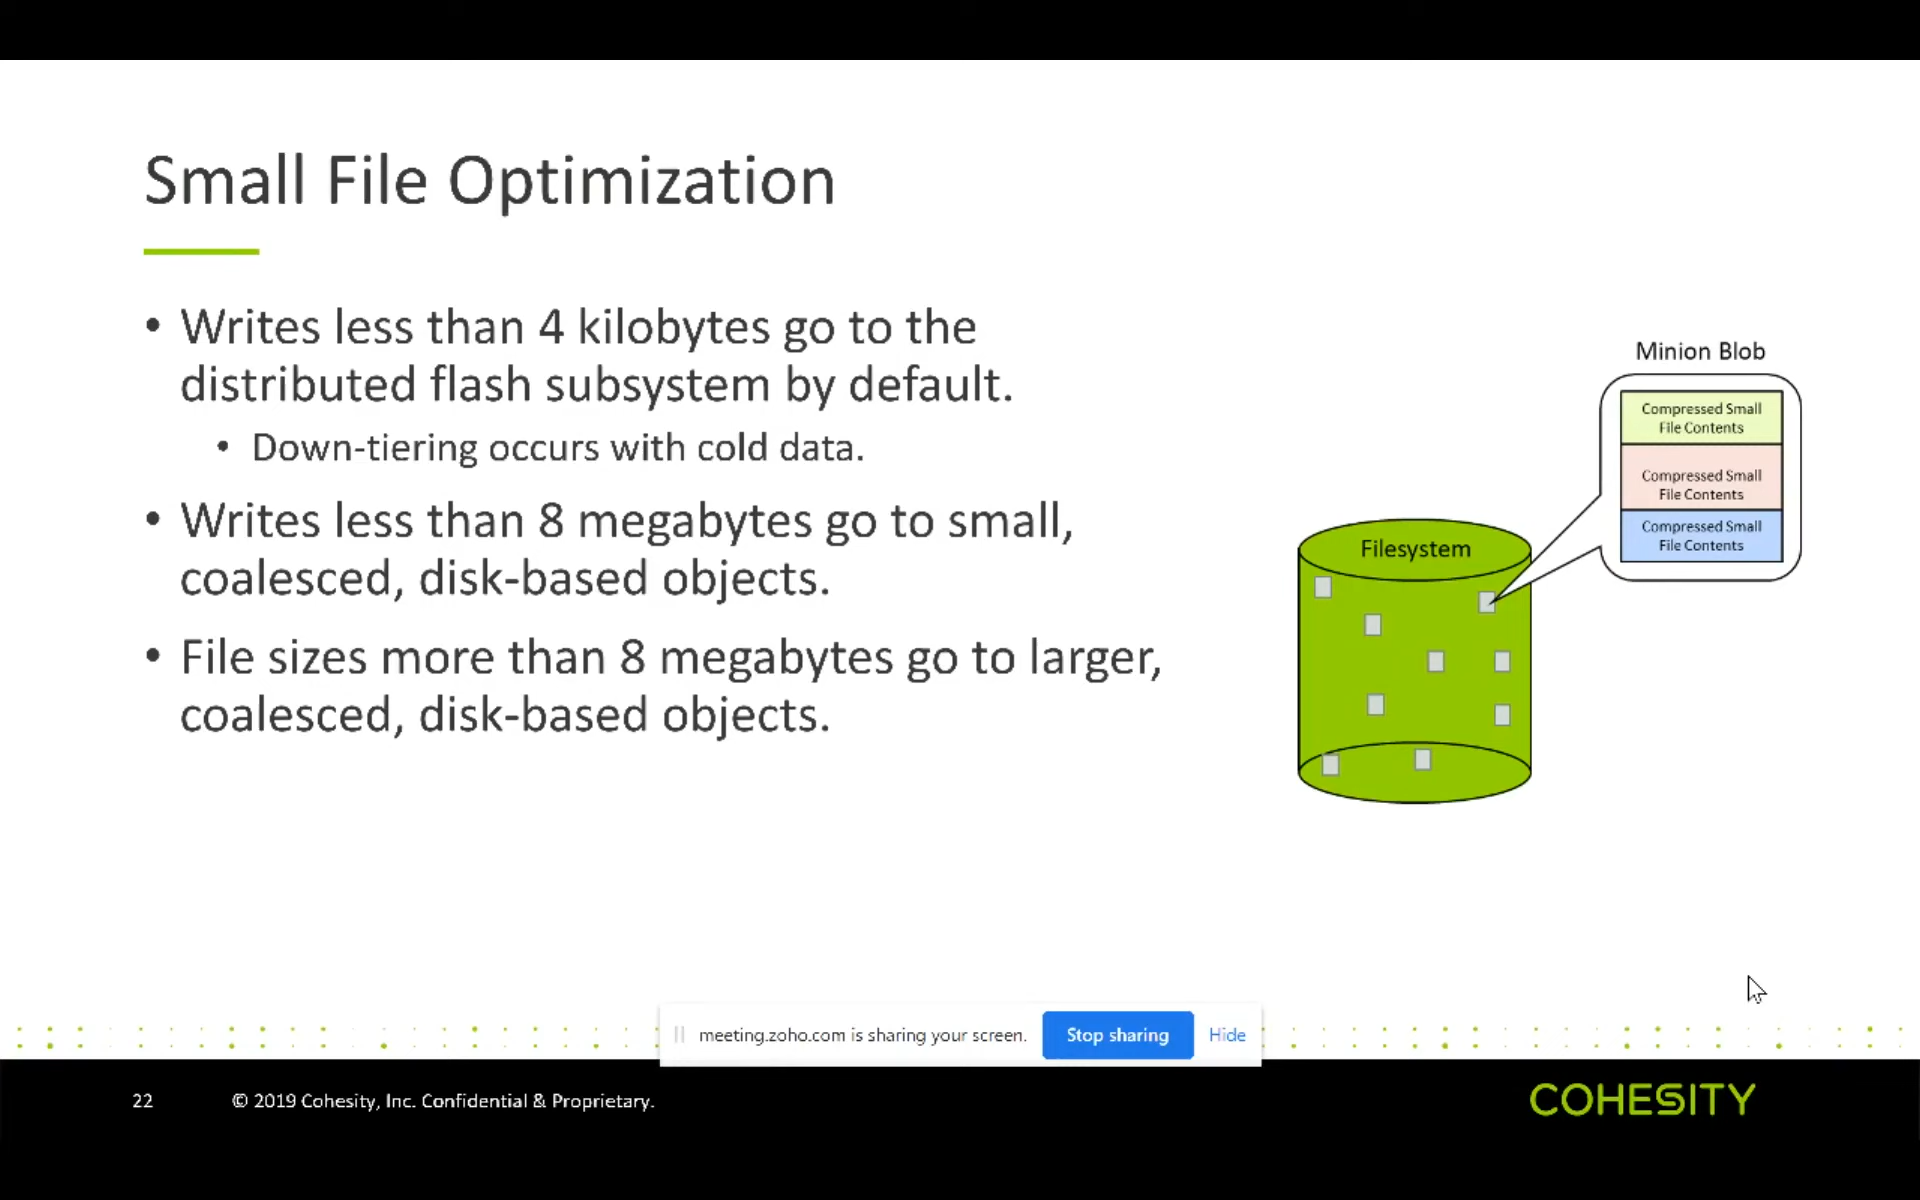 Small File Optimization
• Writes less than 4 kilobytes go to the
distributed flash subsystem by default.
• Down-tiering occurs with cold data.
• Writes less than 8 megabytes go to small,
coalesced, disk-based objects.
• File sizes more than 8 megabytes go to larger,
coalesced, disk-based objects.
Minion Blob
Compressed Small
File Contents
Compressed Small
File Contents
Compressed Small
File Contents
Filesystem
meeting.zoho.com is sharing your screen. Stop sharing Hide
22 © 2019 Cohesity, Inc. Confidential & Proprietary. COHESITY